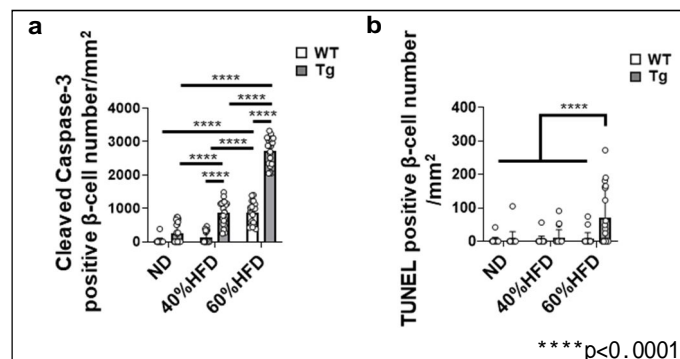 a
Cleaved Caspase-3
positive β-cell number/mm²
WT
Tg
****
****
****
****
****
****
****
4000
3000
2000
1000
0
ND
40%HFD
60%HFD
b
TUNEL positive β-cell number
/mm²
WT
Tg
****
400
300
200
100
0
ND
40%HFD
60%HFD
****p<0.0001